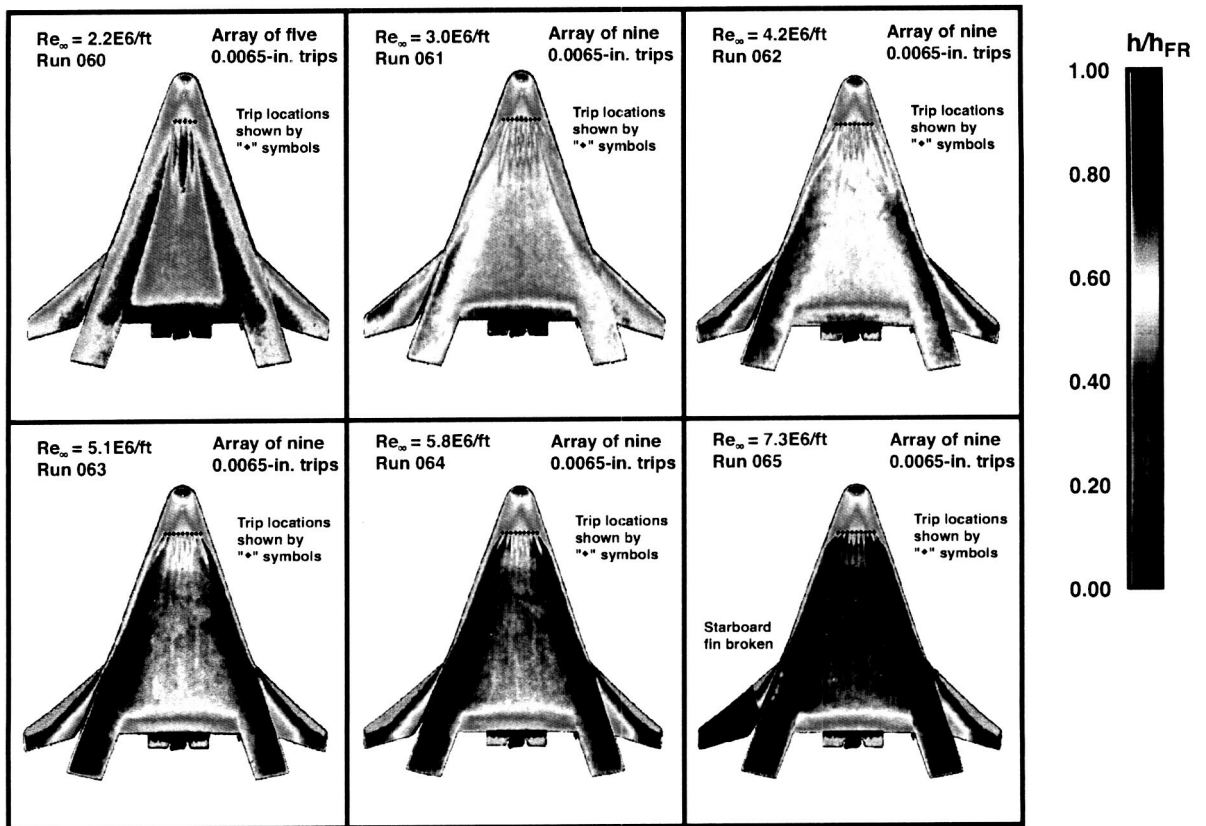 Re∞ = 2.2E6/ft
Run 060
Array of five
0.0065-in. trips
Trip locations
shown by
"◆" symbols
Re∞ = 3.0E6/ft
Run 061
Array of nine
0.0065-in. trips
Trip locations
shown by
"◆" symbols
Re∞ = 4.2E6/ft
Run 062
Array of nine
0.0065-in. trips
Trip locations
shown by
"◆" symbols
h/hFR
1.00
0.80
0.60
0.40
0.20
0.00
Re∞ = 5.1E6/ft
Run 063
Array of nine
0.0065-in. trips
Trip locations
shown by
"◆" symbols
Re∞ = 5.8E6/ft
Run 064
Array of nine
0.0065-in. trips
Trip locations
shown by
"◆" symbols
Re∞ = 7.3E6/ft
Run 065
Array of nine
0.0065-in. trips
Trip locations
shown by
"◆" symbols
Starboard
fin broken